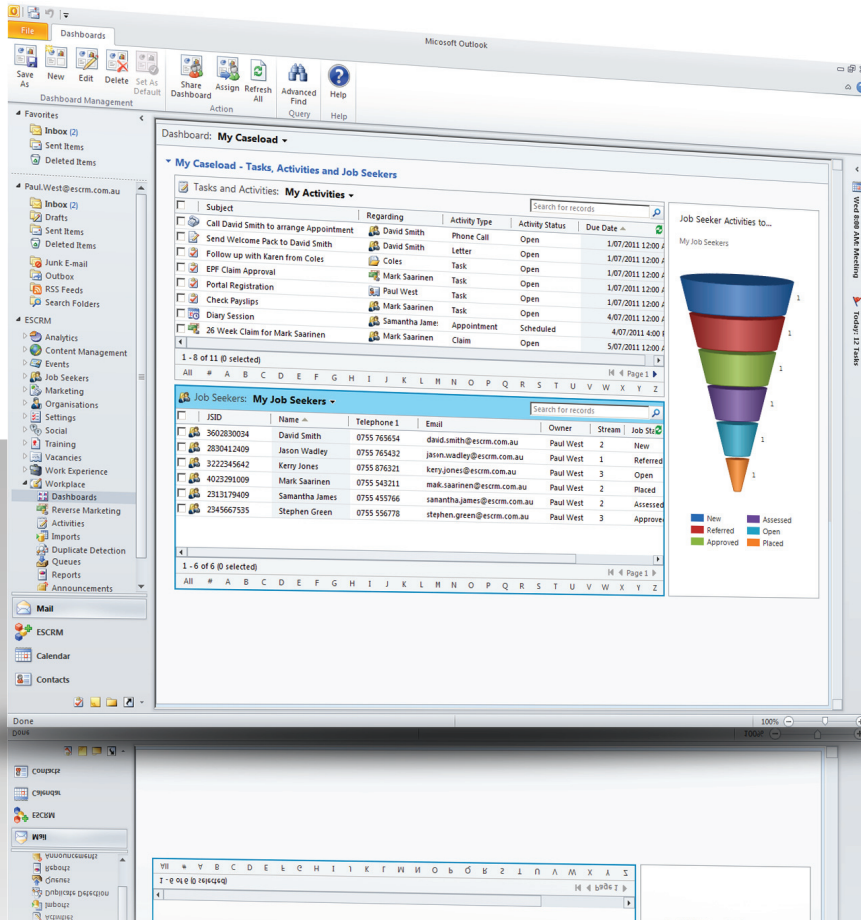 Microsoft Outlook
File
Dashboards
Save As
New
Edit
Delete
Set As Default
Share Dashboard
Assign
Refresh All
Advanced Find
Help
Dashboard Management
Action
Query
Help
Favorites
Inbox (2)
Sent Items
Deleted Items
Paul.West@escrm.com.au
Inbox (2)
Drafts
Sent Items
Deleted Items
Junk E-mail
Outbox
RSS Feeds
Search Folders
ESCRM
Analytics
Content Management
Events
Job Seekers
Marketing
Organisations
Settings
Social
Training
Vacancies
Work Experience
Workplace
Dashboards
Reverse Marketing
Activities
Imports
Duplicate Detection
Queues
Reports
Announcements
Mail
ESCRM
Calendar
Contacts
Dashboard: My Caseload
My Caseload - Tasks, Activities and Job Seekers
Tasks and Activities: My Activities
Search for records
Subject Regarding Activity Type Activity Status Due Date
Call David Smith to arrange Appointment David Smith Phone Call Open 1/07/2011 12:00
Send Welcome Pack to David Smith David Smith Letter Open 1/07/2011 12:00
Follow up with Karen from Coles Coles Task Open 1/07/2011 12:00
EPF Claim Approval Mark Saarinen Task Open 1/07/2011 12:00
Portal Registration Paul West Task Open 1/07/2011 12:00
Check Payslips Mark Saarinen Task Open 4/07/2011 12:00
Diary Session Samantha James Appointment Scheduled 4/07/2011 4:00
26 Week Claim for Mark Saarinen Mark Saarinen Claim Open 5/07/2011 12:00
1 - 8 of 11 (0 selected) Page 1
All # A B C D E F G H I J K L M N O P Q R S T U V W X Y Z
Job Seekers: My Job Seekers
Search for records
JSID Name Telephone 1 Email Owner Stream Job Sta
3602830034 David Smith 0755 765654 david.smith@escrm.com.au Paul West 2 New
2830412409 Jason Wadley 0755 765432 jason.wadley@escrm.com.au Paul West 1 Referred
3222345642 Kerry Jones 0755 876321 kery.jones@escrm.com.au Paul West 3 Open
4023291009 Mark Saarinen 0755 543211 mak.saarinen@escrm.com.au Paul West 2 Placed
2313179409 Samantha James 0755 455766 sanantha.james@escrm.com.au Paul West 2 Assessed
2345667535 Stephen Green 0755 556778 stephen.green@escrm.com.au Paul West 3 Approve
1 - 6 of 6 (0 selected) Page 1
All # A B C D E F G H I J K L M N O P Q R S T U V W X Y Z
Job Seeker Activities to...
My Job Seekers
1
1
1
1
1
1
New
Assessed
Referred
Open
Approved
Placed
Wed 8:00 AM: Meeting
Today: 12 Tasks
Done
100%